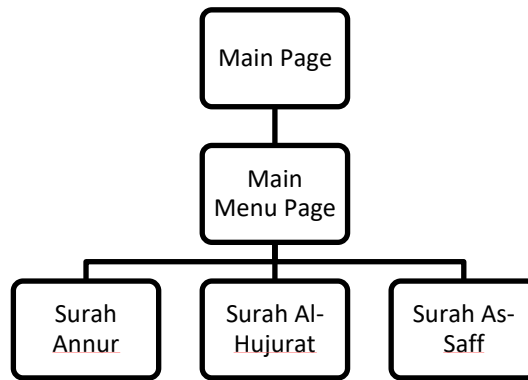 Main Page
Main
Menu Page
Surah
Annur
Surah Al-
Hujurat
Surah As-
Saff